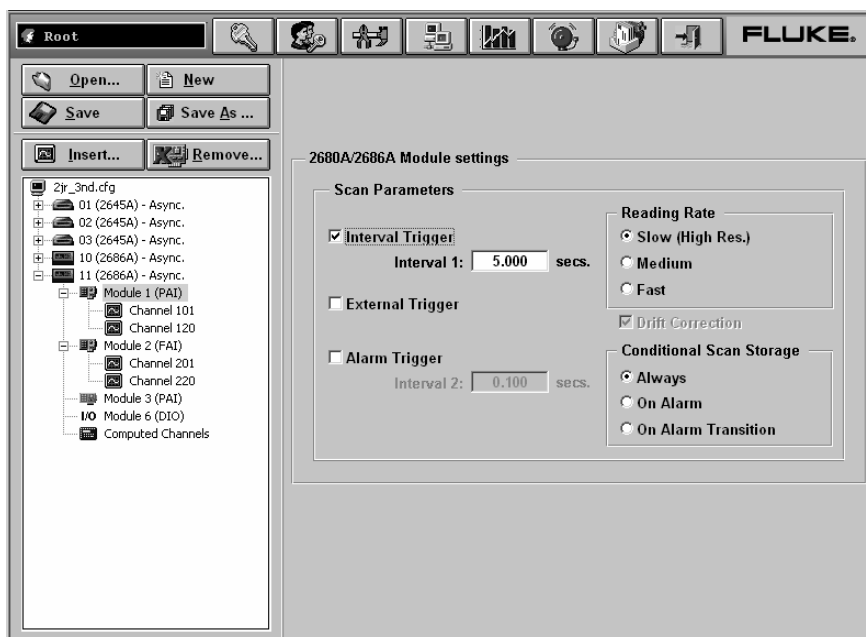 Root
FLUKE.
Open...
New
Save
Save As ...
Insert...
Remove...
2jr_3nd.cfg
01 (2645A) - Async.
02 (2645A) - Async.
03 (2645A) - Async.
10 (2686A) - Async.
11 (2686A) - Async.
Module 1 (PAI)
Channel 101
Channel 120
Module 2 (FAI)
Channel 201
Channel 220
Module 3 (PAI)
I/O Module 6 (DIO)
Computed Channels
2680A/2686A Module settings
Scan Parameters
Interval Trigger
Interval 1: 5.000 secs.
External Trigger
Alarm Trigger
Interval 2: 0.100 secs.
Reading Rate
Slow (High Res.)
Medium
Fast
Drift Correction
Conditional Scan Storage
Always
On Alarm
On Alarm Transition